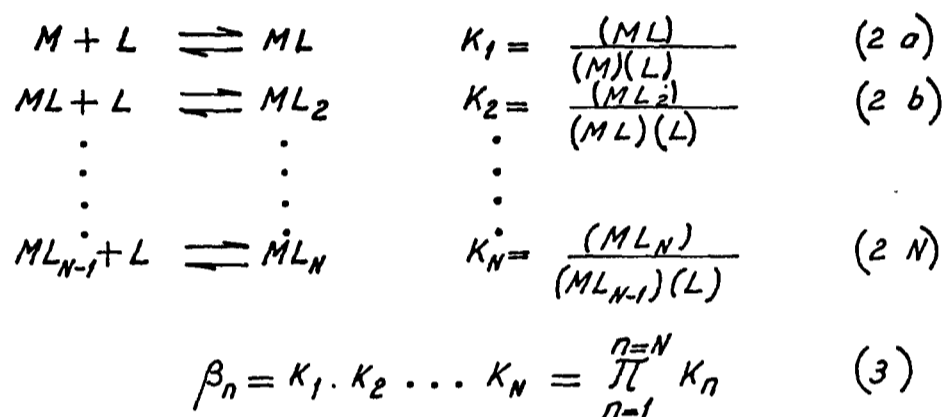 M + L ⇌ ML K₁ = (ML) / (M)(L) (2 a)
ML + L ⇌ ML₂ K₂ = (ML₂) / (ML)(L) (2 b)
ML_{N-1} + L ⇌ ML_N K_N = (ML_N) / (ML_{N-1})(L) (2 N)
β_n = K₁ . K₂ . . . K_N = ∏_{n=1}^{n=N} K_n (3)